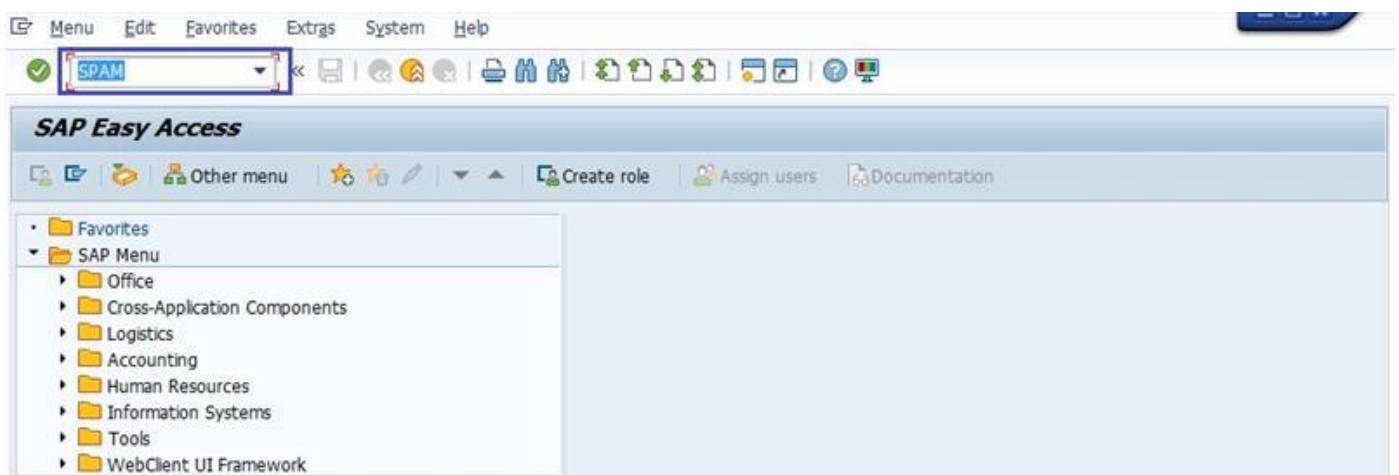 Menu Edit Favorites Extras System Help
SPAM
SAP Easy Access
Other menu Create role Assign users Documentation
Favorites
SAP Menu
Office
Cross-Application Components
Logistics
Accounting
Human Resources
Information Systems
Tools
WebClient UI Framework